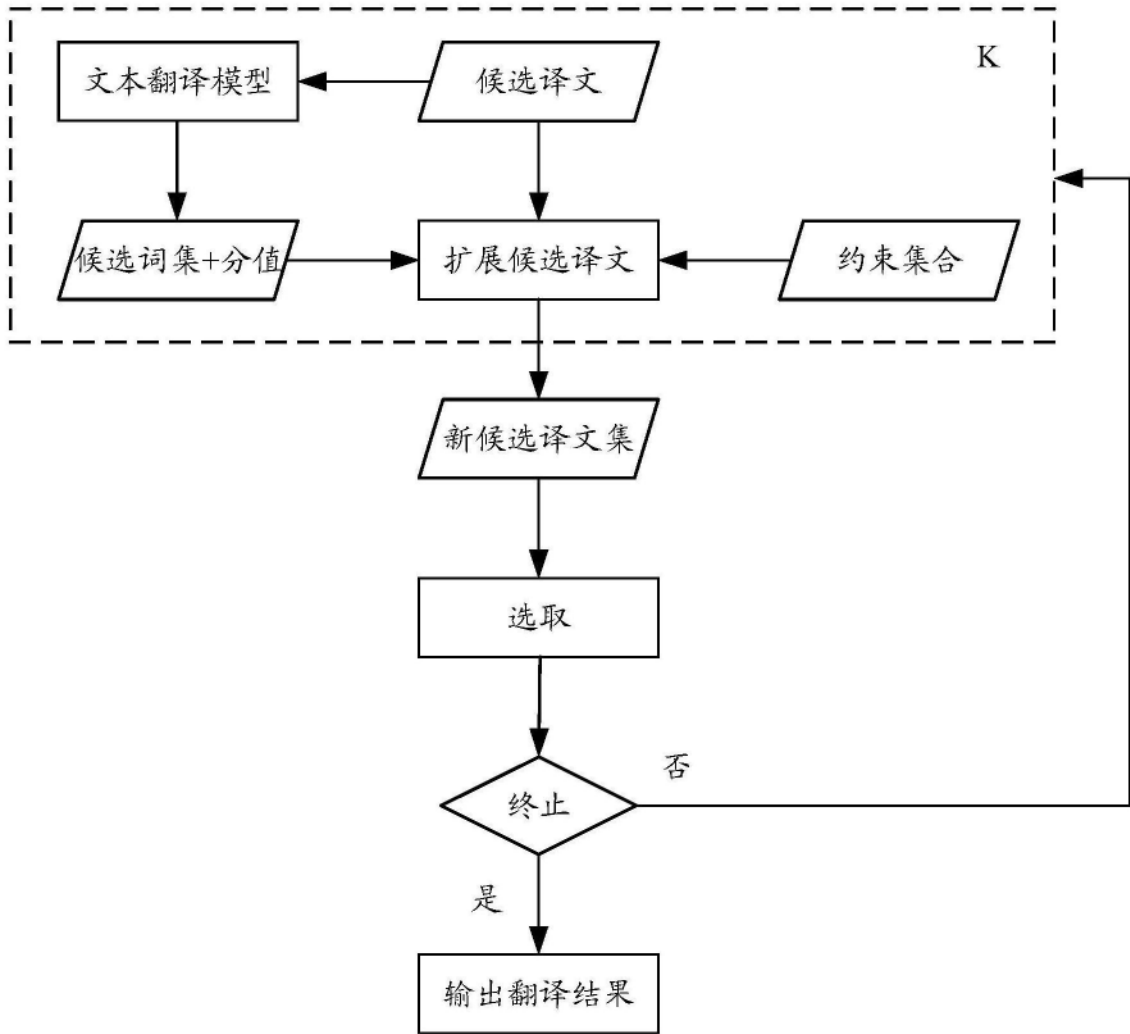 K
文本翻译模型
候选译文
候选词集+分值
扩展候选译文
约束集合
新候选译文集
选取
终止
否
是
输出翻译结果